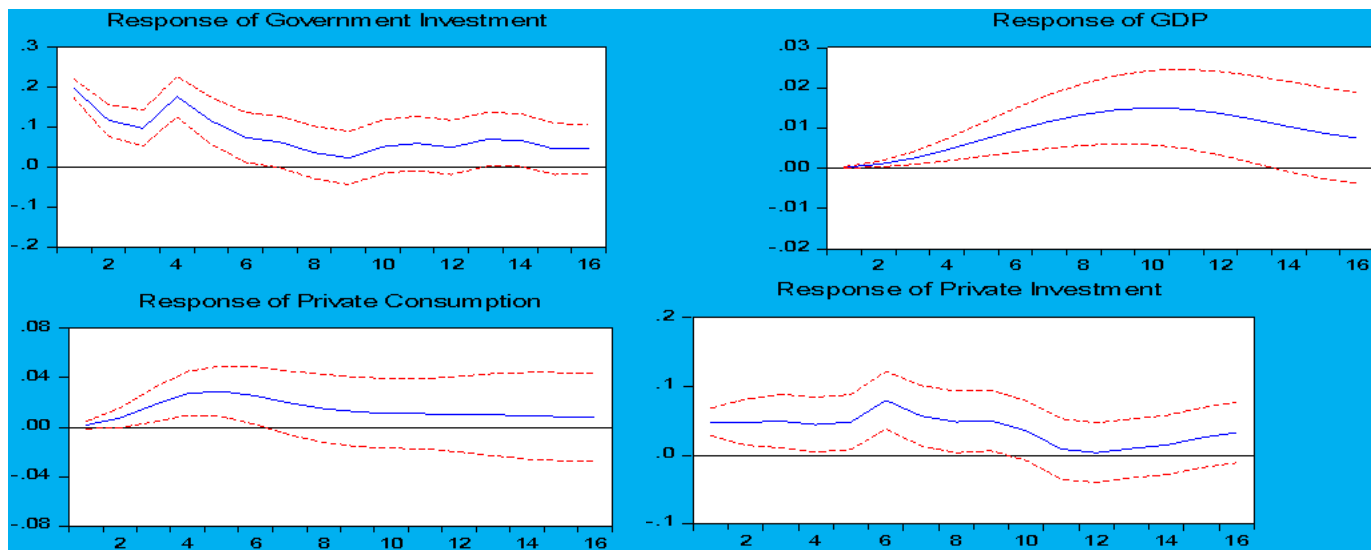 Response of Government Investment
.3
.2
.1
.0
-.1
-.2
2 4 6 8 10 12 14 16
Response of GDP
.03
.02
.01
.00
-.01
-.02
2 4 6 8 10 12 14 16
Response of Private Consumption
.08
.04
.00
-.04
-.08
2 4 6 8 10 12 14 16
Response of Private Investment
.2
.1
.0
-.1
2 4 6 8 10 12 14 16